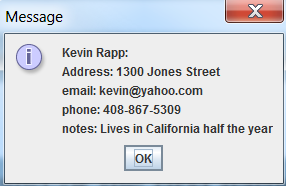 Message
Kevin Rapp:
Address: 1300 Jones Street
email: kevin@yahoo.com
phone: 408-867-5309
notes: Lives in California half the year
OK